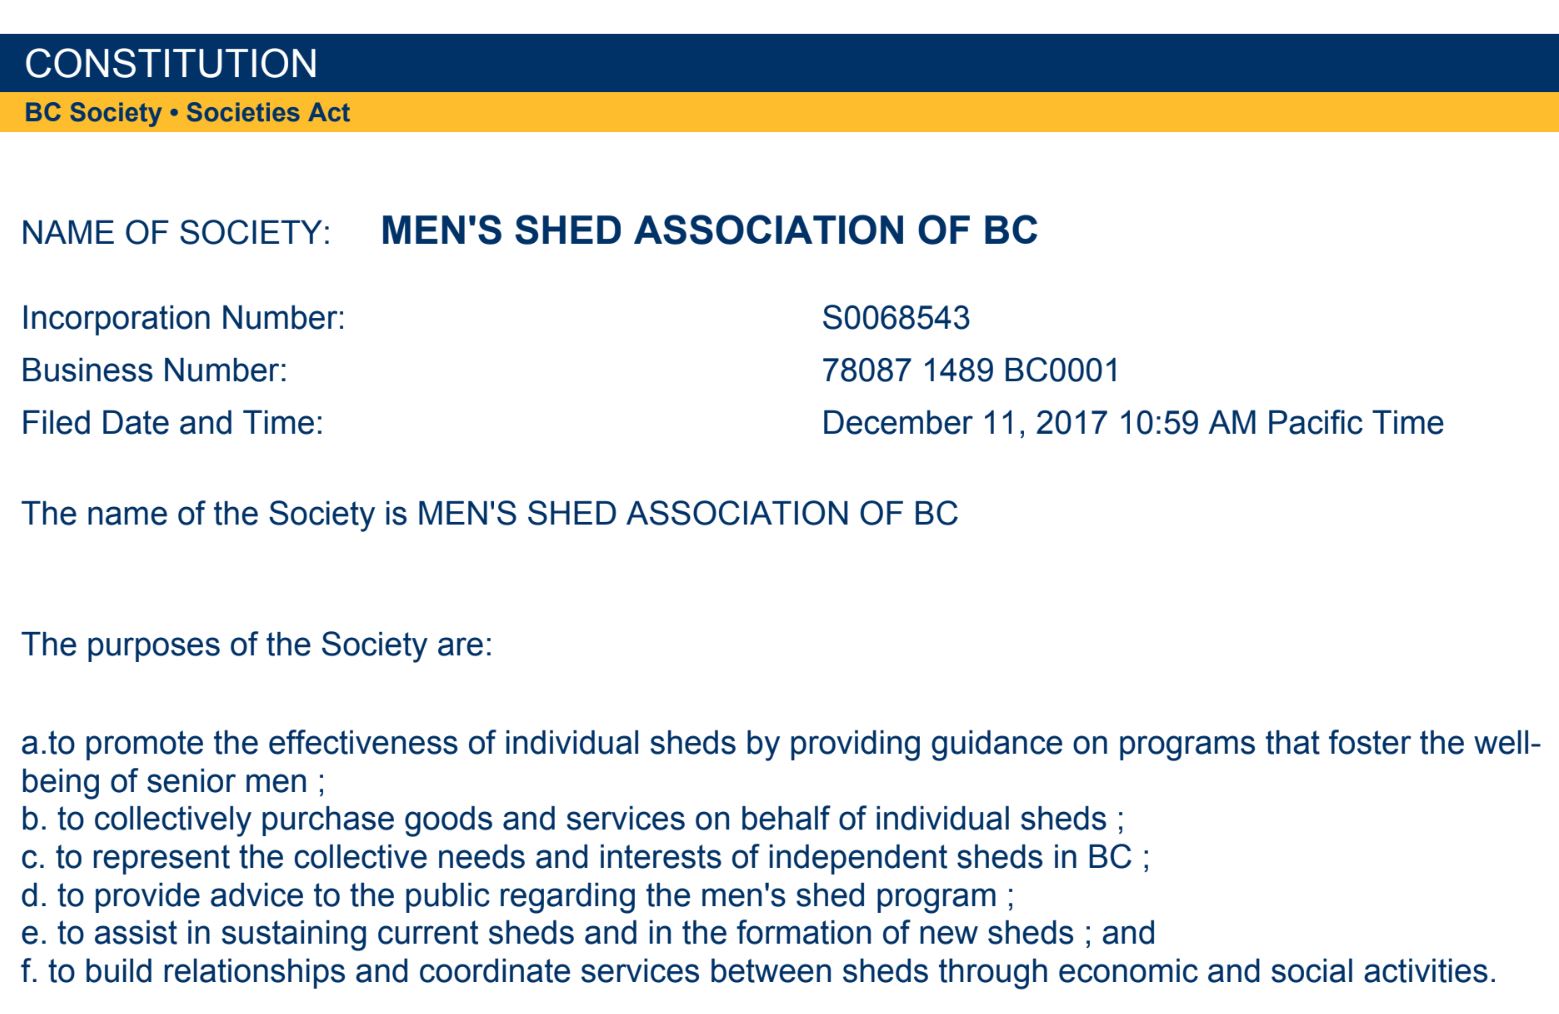 CONSTITUTION
BC Society • Societies Act
NAME OF SOCIETY: MEN'S SHED ASSOCIATION OF BC
Incorporation Number: S0068543
Business Number: 78087 1489 BC0001
Filed Date and Time: December 11, 2017 10:59 AM Pacific Time
The name of the Society is MEN'S SHED ASSOCIATION OF BC
The purposes of the Society are:
a.to promote the effectiveness of individual sheds by providing guidance on programs that foster the well-
being of senior men ;
b. to collectively purchase goods and services on behalf of individual sheds ;
c. to represent the collective needs and interests of independent sheds in BC ;
d. to provide advice to the public regarding the men's shed program ;
e. to assist in sustaining current sheds and in the formation of new sheds ; and
f. to build relationships and coordinate services between sheds through economic and social activities.